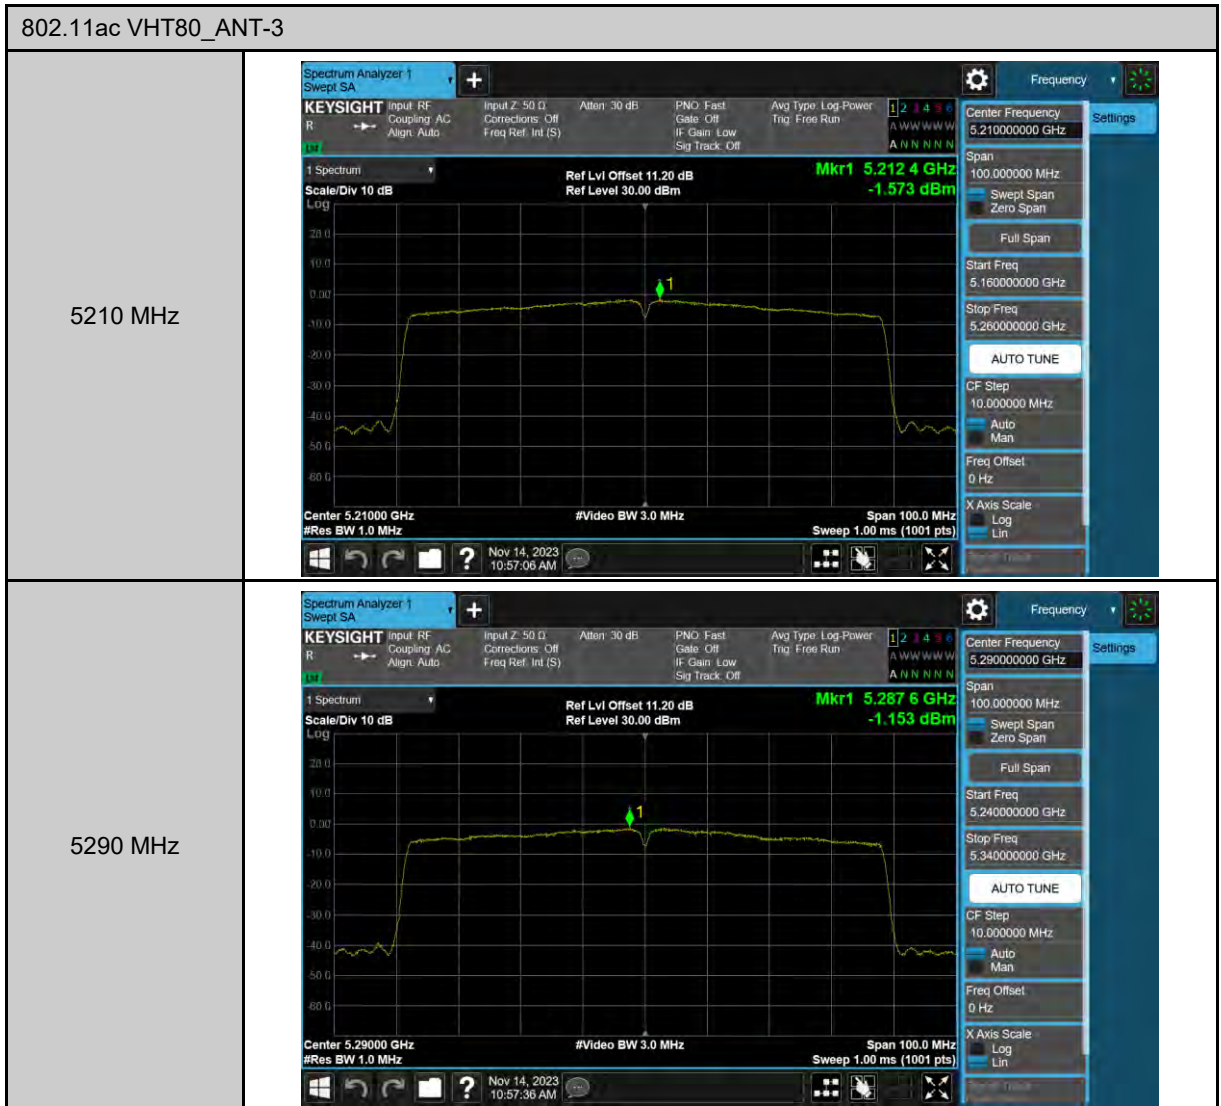 802.11ac VHT80_ANT-3
5210 MHz
Spectrum Analyzer 1
Swept SA
Frequency
KEYSIGHT
R
Input: RF
Coupling: AC
Align: Auto
Input Z: 50 Ω
Corrections: Off
Freq Ref: Int (S)
Atten: 30 dB
PNO: Fast
Gate: Off
IF Gain: Low
Sig Track: Off
Avg Type: Log-Power
Trig: Free Run
1 2 3 4 5 6
A W W W W W
A N N N N N
1 Spectrum
Scale/Div 10 dB
Log
Ref Lvl Offset 11.20 dB
Ref Level 30.00 dBm
Mkr1 5.212 4 GHz
-1.573 dBm
20.0
10.0
0.00
-10.0
-20.0
-30.0
-40.0
-50.0
-60.0
1
Center 5.21000 GHz
#Res BW 1.0 MHz
#Video BW 3.0 MHz
Span 100.0 MHz
Sweep 1.00 ms (1001 pts)
Nov 14, 2023
10:57:06 AM
Center Frequency
5.210000000 GHz
Settings
Span
100.000000 MHz
Swept Span
Zero Span
Full Span
Start Freq
5.160000000 GHz
Stop Freq
5.260000000 GHz
AUTO TUNE
CF Step
10.000000 MHz
Auto
Man
Freq Offset
0 Hz
X Axis Scale
Log
Lin
5290 MHz
Spectrum Analyzer 1
Swept SA
Frequency
KEYSIGHT
R
Input: RF
Coupling: AC
Align: Auto
Input Z: 50 Ω
Corrections: Off
Freq Ref: Int (S)
Atten: 30 dB
PNO: Fast
Gate: Off
IF Gain: Low
Sig Track: Off
Avg Type: Log-Power
Trig: Free Run
1 2 3 4 5 6
A W W W W W
A N N N N N
1 Spectrum
Scale/Div 10 dB
Log
Ref Lvl Offset 11.20 dB
Ref Level 30.00 dBm
Mkr1 5.287 6 GHz
-1.153 dBm
20.0
10.0
0.00
-10.0
-20.0
-30.0
-40.0
-50.0
-60.0
1
Center 5.29000 GHz
#Res BW 1.0 MHz
#Video BW 3.0 MHz
Span 100.0 MHz
Sweep 1.00 ms (1001 pts)
Nov 14, 2023
10:57:36 AM
Center Frequency
5.290000000 GHz
Settings
Span
100.000000 MHz
Swept Span
Zero Span
Full Span
Start Freq
5.240000000 GHz
Stop Freq
5.340000000 GHz
AUTO TUNE
CF Step
10.000000 MHz
Auto
Man
Freq Offset
0 Hz
X Axis Scale
Log
Lin